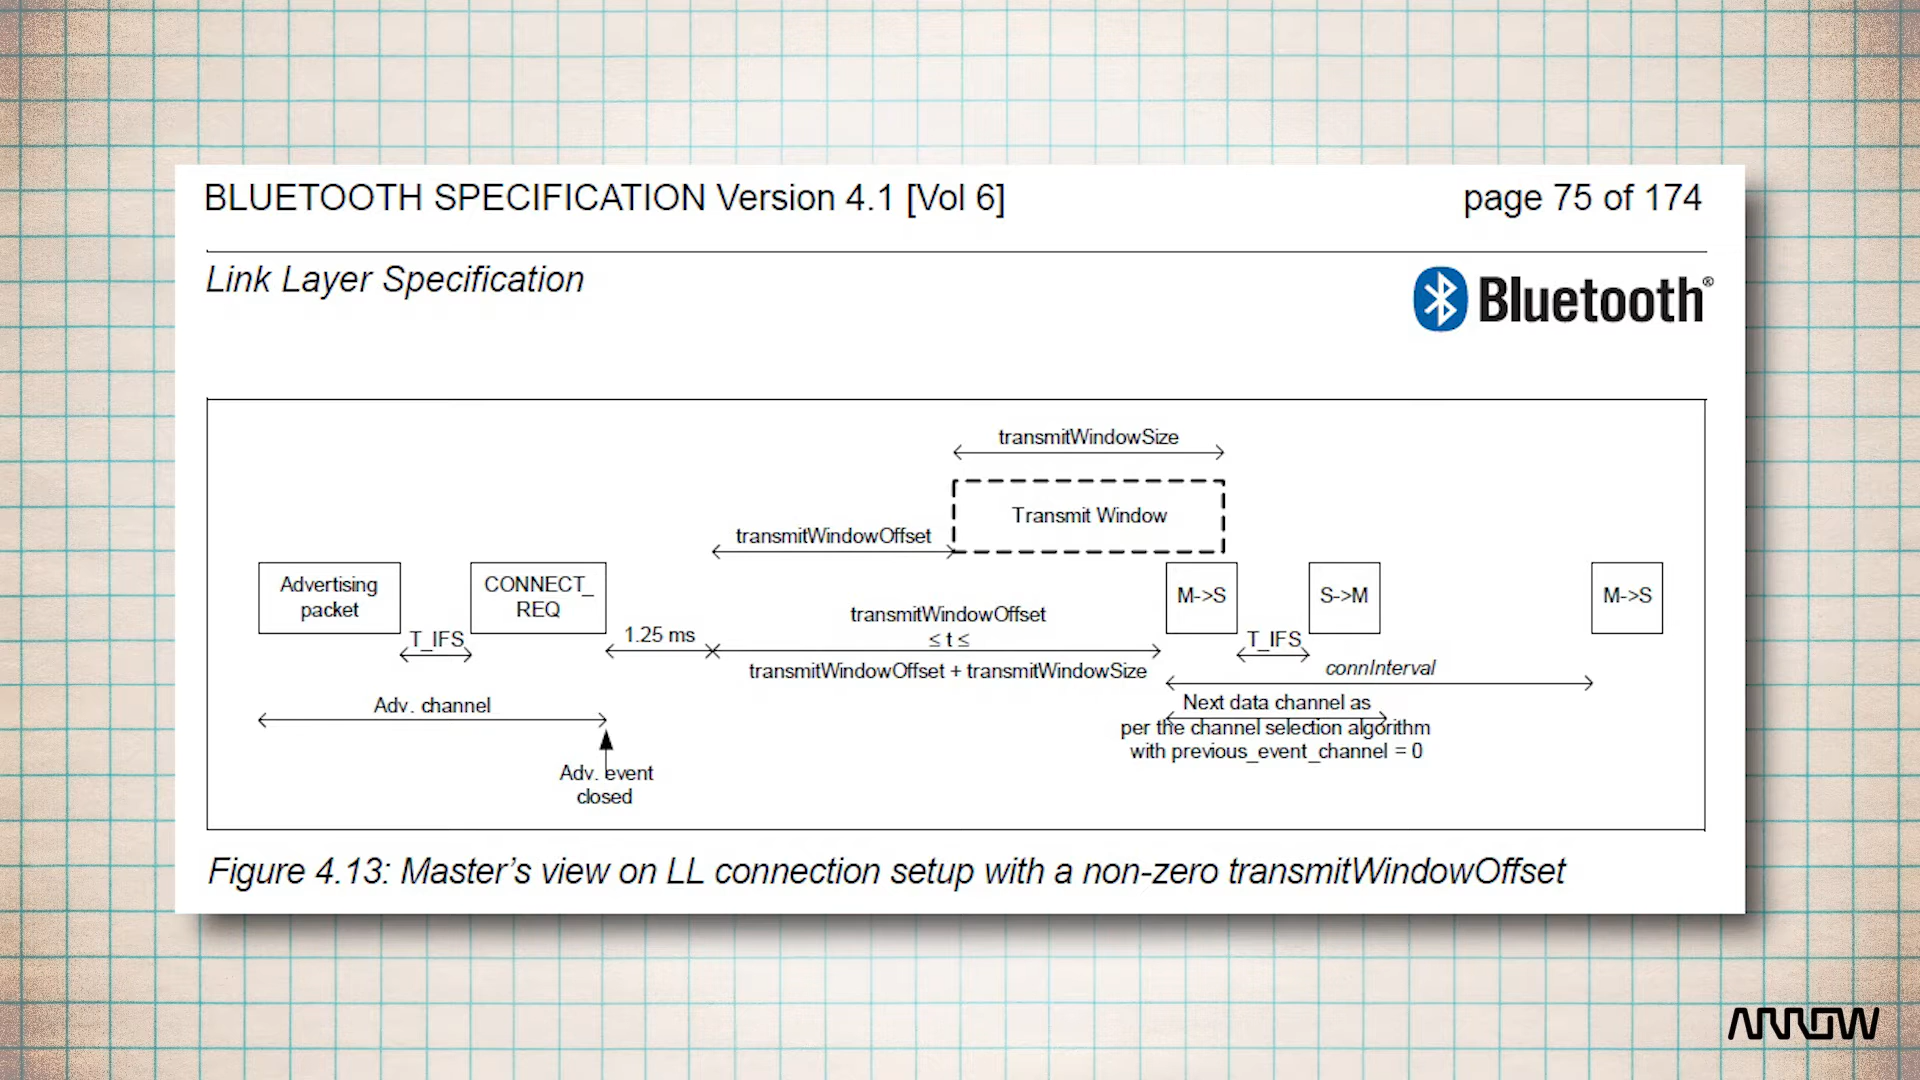 BLUETOOTH SPECIFICATION Version 4.1 [Vol 6]
page 75 of 174
Link Layer Specification
Bluetooth®
transmitWindowSize
Transmit Window
transmitWindowOffset
Advertising
packet
T_IFS
CONNECT_
REQ
1.25 ms
transmitWindowOffset
≤ t ≤
transmitWindowOffset + transmitWindowSize
M->S
T_IFS
S->M
M->S
connInterval
Adv. channel
Next data channel as
per the channel selection algorithm
with previous_event_channel = 0
Adv. event
closed
Figure 4.13: Master's view on LL connection setup with a non-zero transmitWindowOffset
ARROW